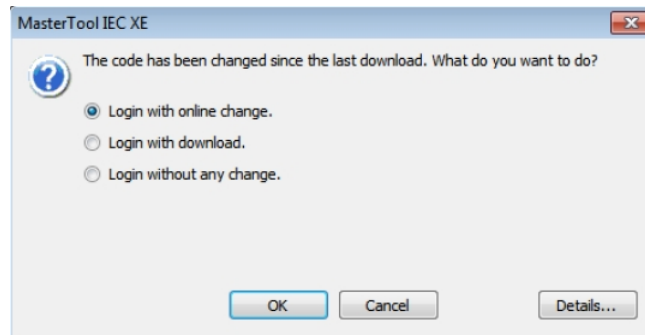 MasterTool IEC XE
The code has been changed since the last download. What do you want to do?
Login with online change.
Login with download.
Login without any change.
OK
Cancel
Details...